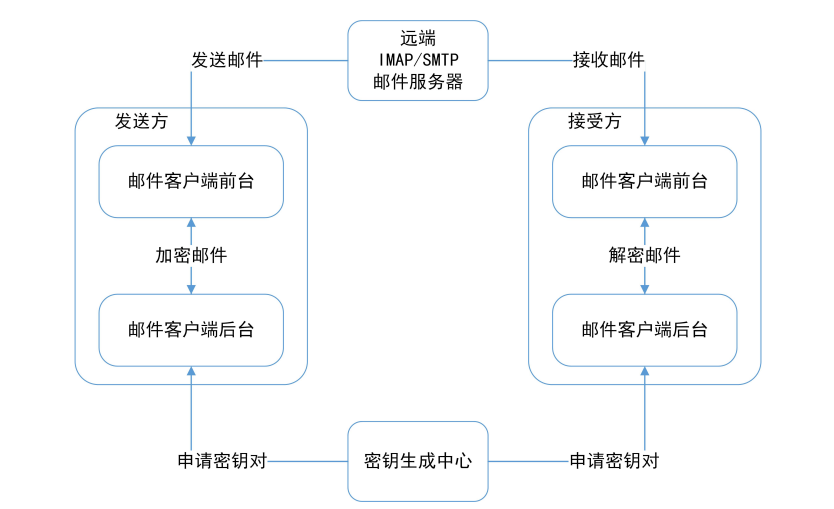 远端
IMAP/SMTP
邮件服务器
发送邮件
接收邮件
发送方
接受方
邮件客户端前台
邮件客户端前台
加密邮件
解密邮件
邮件客户端后台
邮件客户端后台
申请密钥对
密钥生成中心
申请密钥对